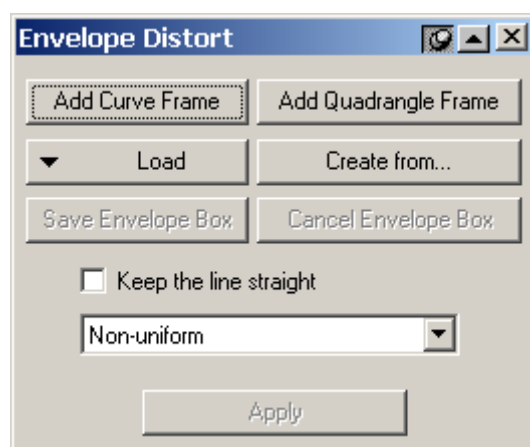 Envelope Distort
Add Curve Frame Add Quadrangle Frame
Load Create from...
Save Envelope Box Cancel Envelope Box
Keep the line straight
Non-uniform
Apply